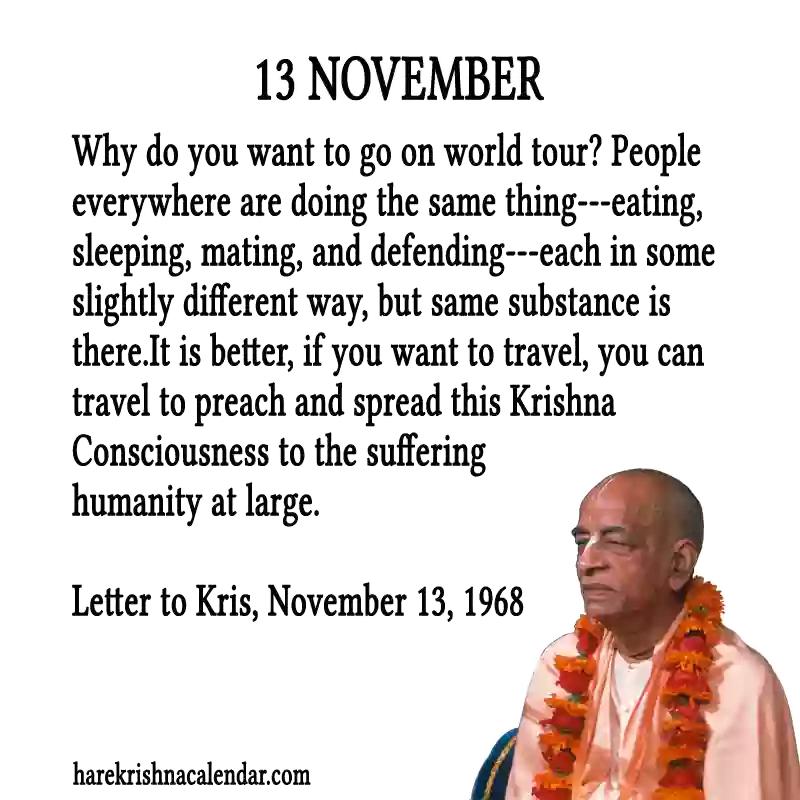 13 NOVEMBER
Why do you want to go on world tour? People
everywhere are doing the same thing---eating,
sleeping, mating, and defending---each in some
slightly different way, but same substance is
there.It is better, if you want to travel, you can
travel to preach and spread this Krishna
Consciousness to the suffering
humanity at large.
Letter to Kris, November 13, 1968
harekrishnacalendar.com